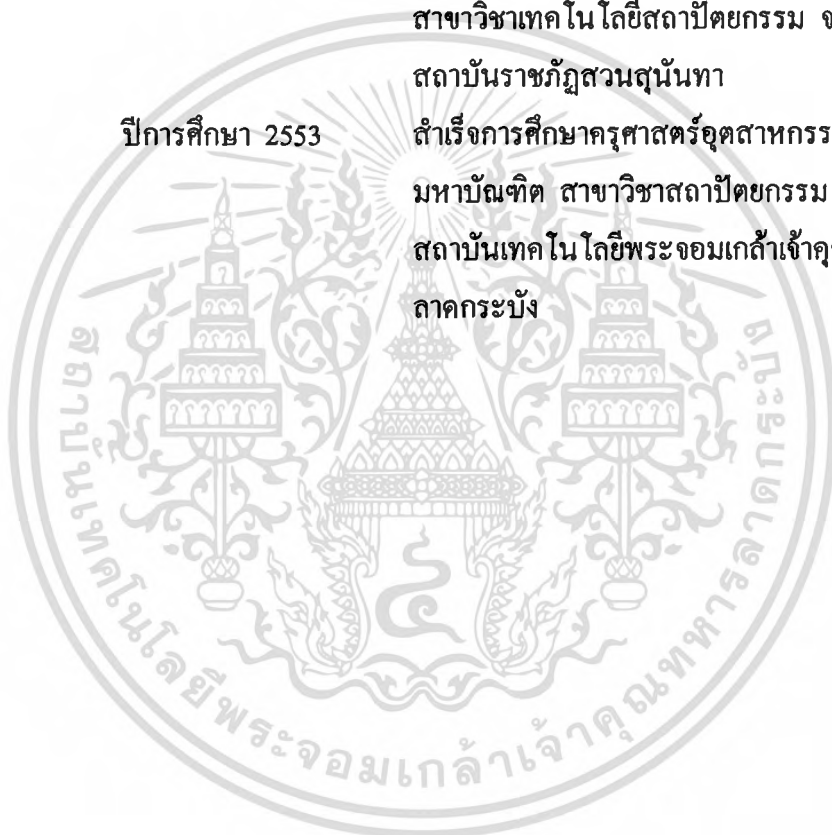 สาขาวิชาเทคโนโลยีสถาปัตยกรรม
สถาบันราชภัฏสวนสุนันทา
ปีการศึกษา 2553 สำเร็จการศึกษาครุศาสตร์อุตสาหกรร
มหาบัณฑิต สาขาวิชาสถาปัตยกรรม
สถาบันเทคโนโลยีพระจอมเกล้าเจ้าคุ
ลาดกระบัง
สถาบันเทคโนโลยีพระจอมเกล้าเจ้าคุณทหารลาดกระบัง